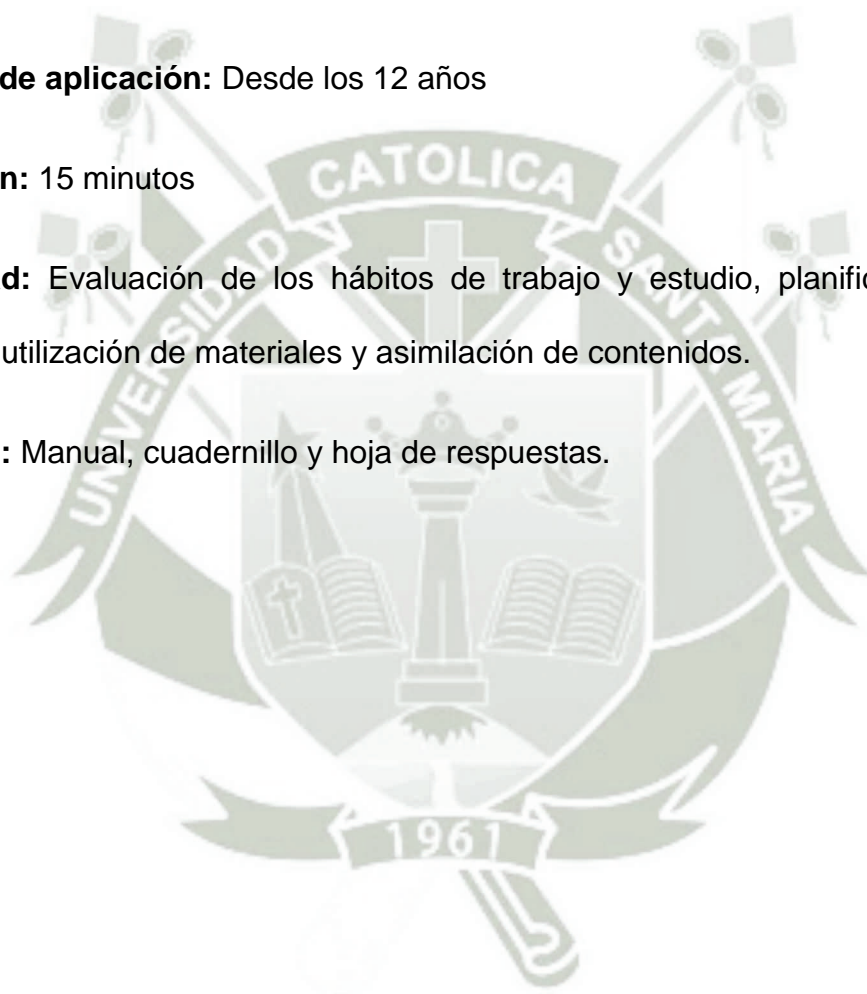 de aplicación: Desde los 12 años
n: 15 minutos
d: Evaluación de los hábitos de trabajo y estudio, planific
utilización de materiales y asimilación de contenidos.
: Manual, cuadernillo y hoja de respuestas.
UNIVERSIDAD CATOLICA SANTA MARIA
1961